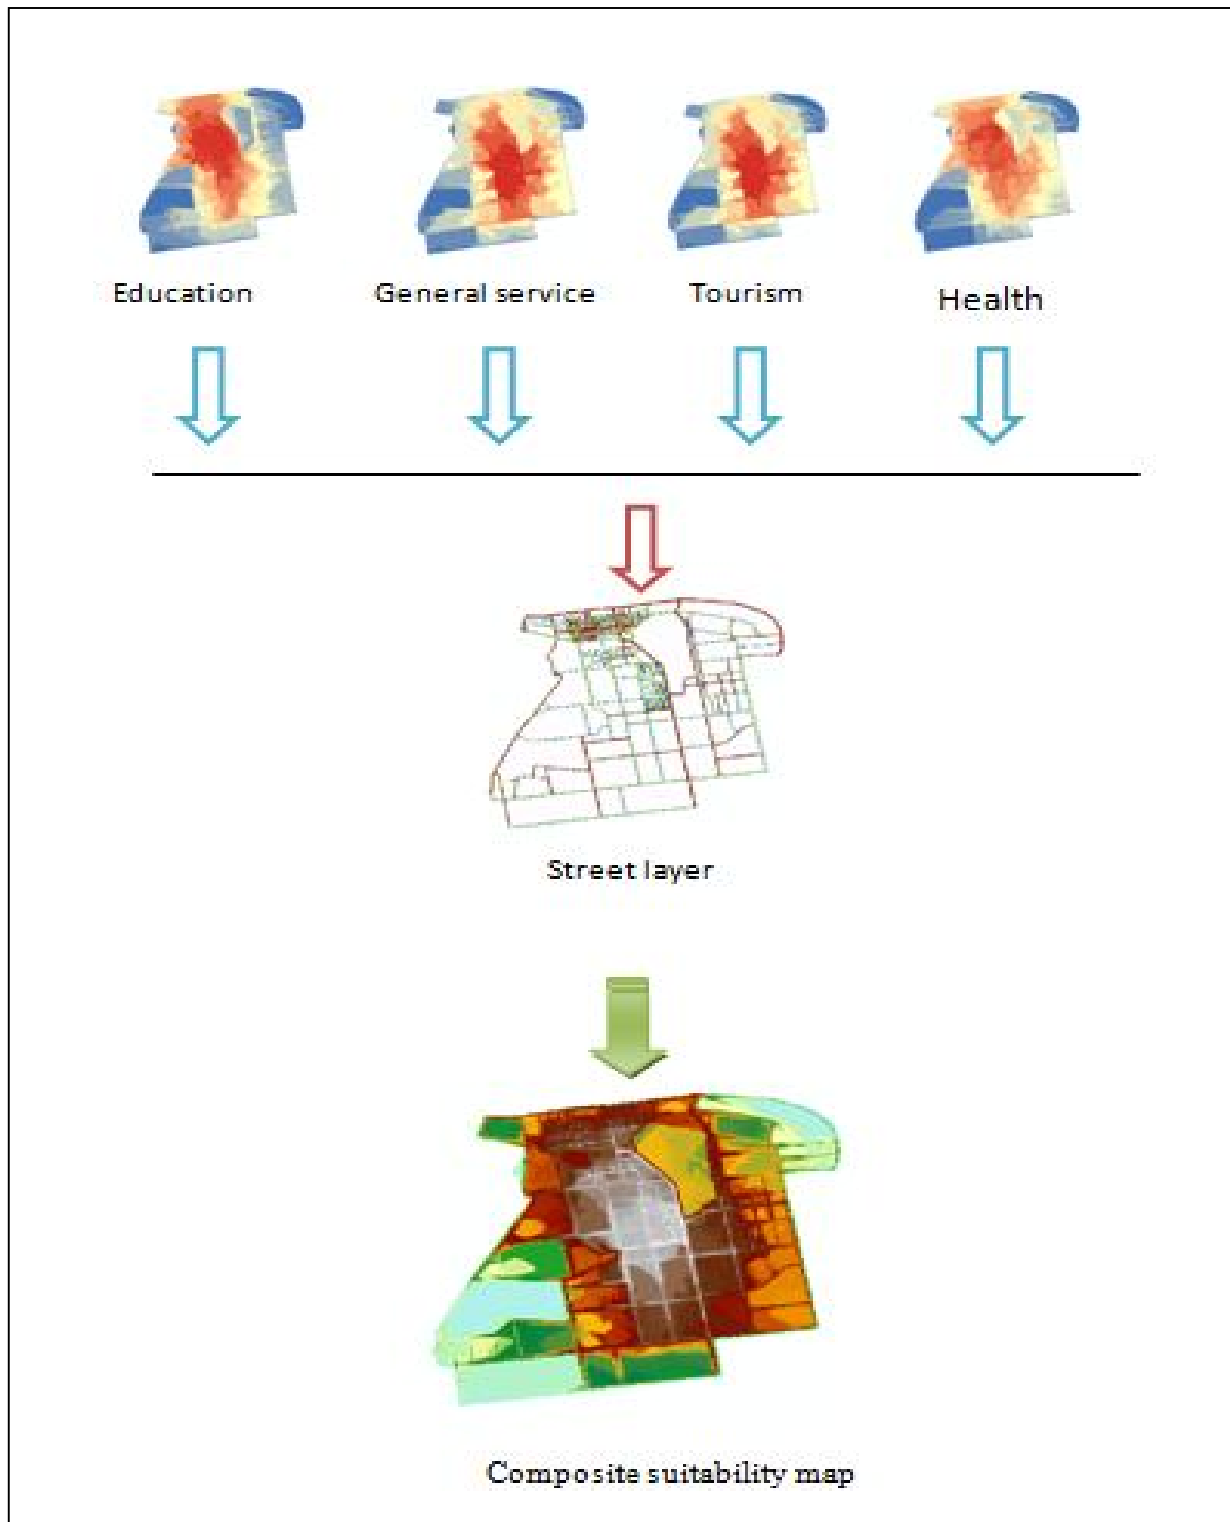 Education
General service
Tourism
Health
Street layer
Composite suitability map